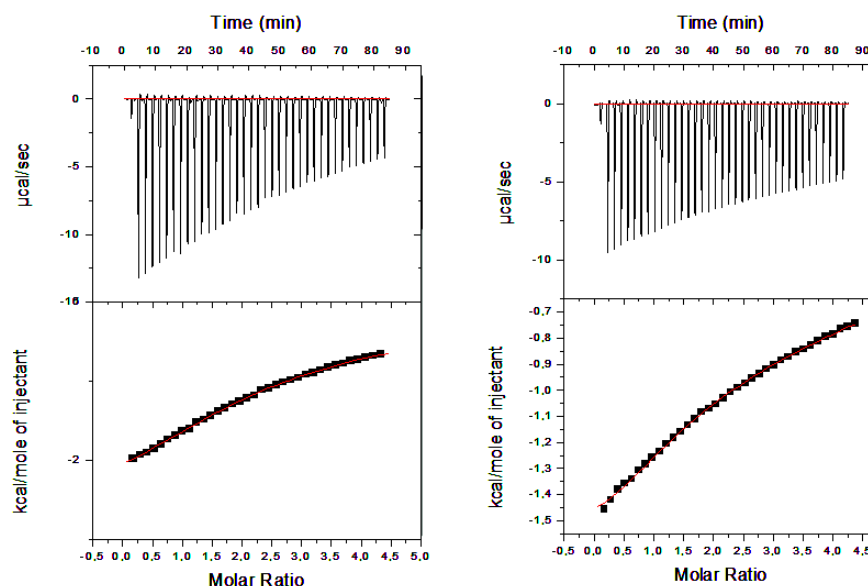 Time (min)
-10 0 10 20 30 40 50 60 70 80 90
0
-5
-10
-15
µcal/sec
-2
kcal/mole of injectant
-0,5 0,0 0,5 1,0 1,5 2,0 2,5 3,0 3,5 4,0 4,5 5,0
Molar Ratio
Time (min)
-10 0 10 20 30 40 50 60 70 80 90
0
-5
-10
µcal/sec
-0,7
-0,8
-0,9
-1,0
-1,1
-1,2
-1,3
-1,4
-1,5
kcal/mole of injectant
-0,5 0,0 0,5 1,0 1,5 2,0 2,5 3,0 3,5 4,0 4,5
Molar Ratio